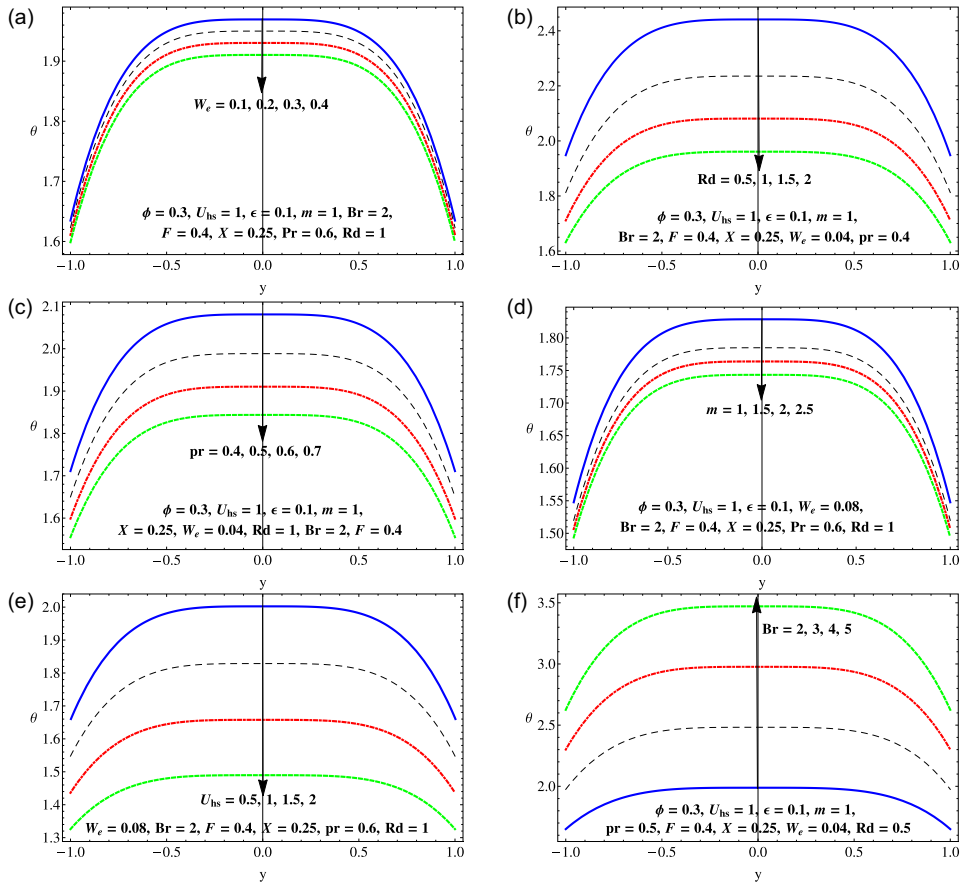 (a)
θ
1.9
1.8
1.7
1.6
W_e = 0.1, 0.2, 0.3, 0.4
ϕ = 0.3, U_hs = 1, ϵ = 0.1, m = 1, Br = 2,
F = 0.4, X = 0.25, Pr = 0.6, Rd = 1
−1.0 −0.5 0.0 0.5 1.0
y
(b)
θ
2.4
2.2
2.0
1.8
1.6
Rd = 0.5, 1, 1.5, 2
ϕ = 0.3, U_hs = 1, ϵ = 0.1, m = 1,
Br = 2, F = 0.4, X = 0.25, W_e = 0.04, pr = 0.4
−1.0 −0.5 0.0 0.5 1.0
y
(c)
θ
2.1
2.0
1.9
1.8
1.7
1.6
pr = 0.4, 0.5, 0.6, 0.7
ϕ = 0.3, U_hs = 1, ϵ = 0.1, m = 1,
X = 0.25, W_e = 0.04, Rd = 1, Br = 2, F = 0.4
−1.0 −0.5 0.0 0.5 1.0
y
(d)
θ
1.80
1.75
1.70
1.65
1.60
1.55
1.50
m = 1, 1.5, 2, 2.5
ϕ = 0.3, U_hs = 1, ϵ = 0.1, W_e = 0.08,
Br = 2, F = 0.4, X = 0.25, Pr = 0.6, Rd = 1
−1.0 −0.5 0.0 0.5 1.0
y
(e)
θ
2.0
1.9
1.8
1.7
1.6
1.5
1.4
1.3
U_hs = 0.5, 1, 1.5, 2
W_e = 0.08, Br = 2, F = 0.4, X = 0.25, pr = 0.6, Rd = 1
−1.0 −0.5 0.0 0.5 1.0
y
(f)
θ
3.5
3.0
2.5
2.0
Br = 2, 3, 4, 5
ϕ = 0.3, U_hs = 1, ϵ = 0.1, m = 1,
pr = 0.5, F = 0.4, X = 0.25, W_e = 0.04, Rd = 0.5
−1.0 −0.5 0.0 0.5 1.0
y